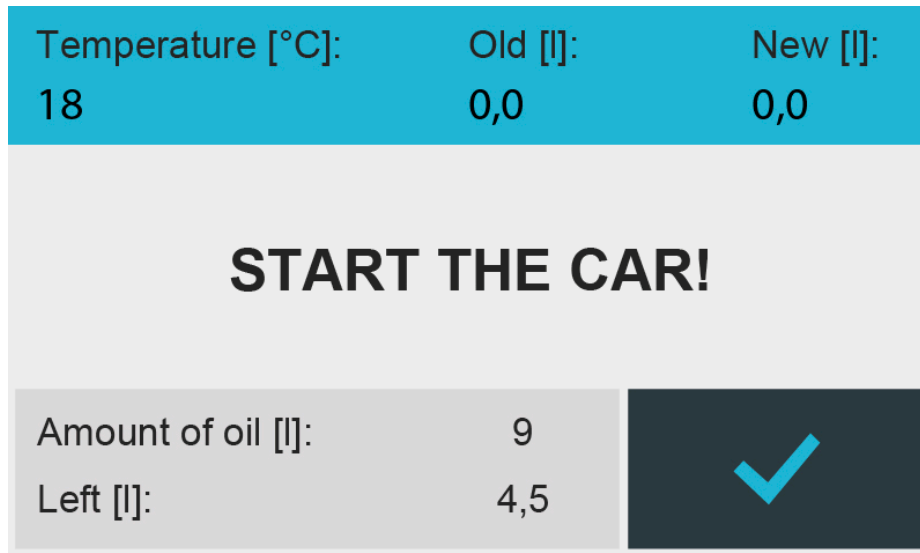 Temperature [°C]: Old [l]: New [l]:
18 0,0 0,0
START THE CAR!
Amount of oil [l]: 9
Left [l]: 4,5